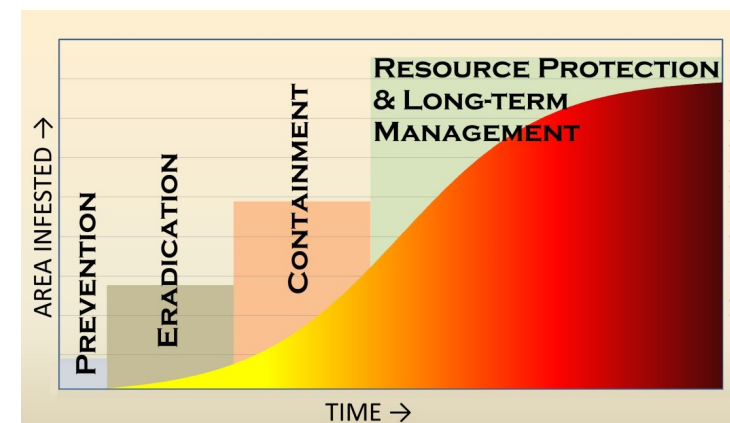 AREA INFESTED →
PREVENTION
ERADICATION
CONTAINMENT
RESOURCE PROTECTION
& LONG-TERM
MANAGEMENT
TIME →